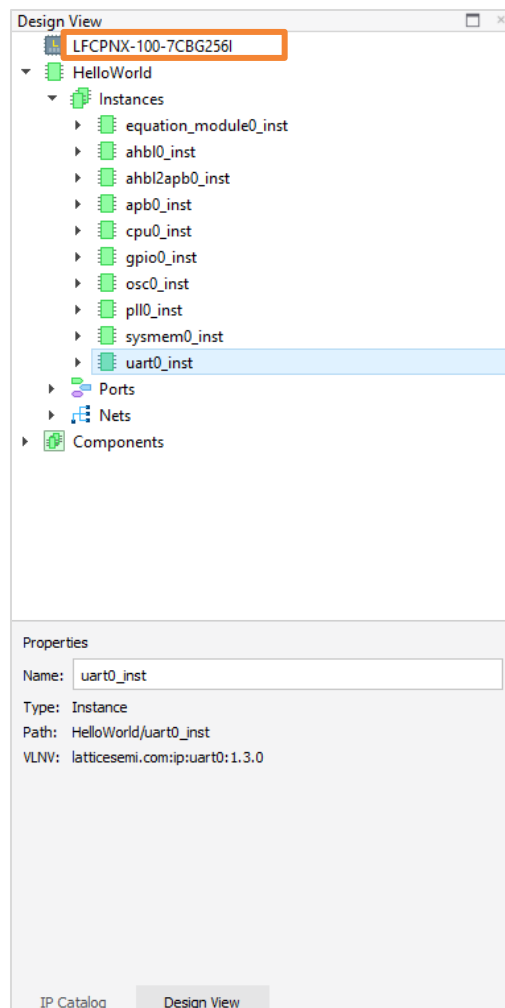 Design View
LFCPNX-100-7CBG256I
HelloWorld
Instances
equation_module0_inst
ahbl0_inst
ahbl2apb0_inst
apb0_inst
cpu0_inst
gpio0_inst
osc0_inst
pll0_inst
sysmem0_inst
uart0_inst
Ports
Nets
Components
Properties
Name: uart0_inst
Type: Instance
Path: HelloWorld/uart0_inst
VLNV: latticesemi.com:ip:uart0:1.3.0
IP Catalog Design View